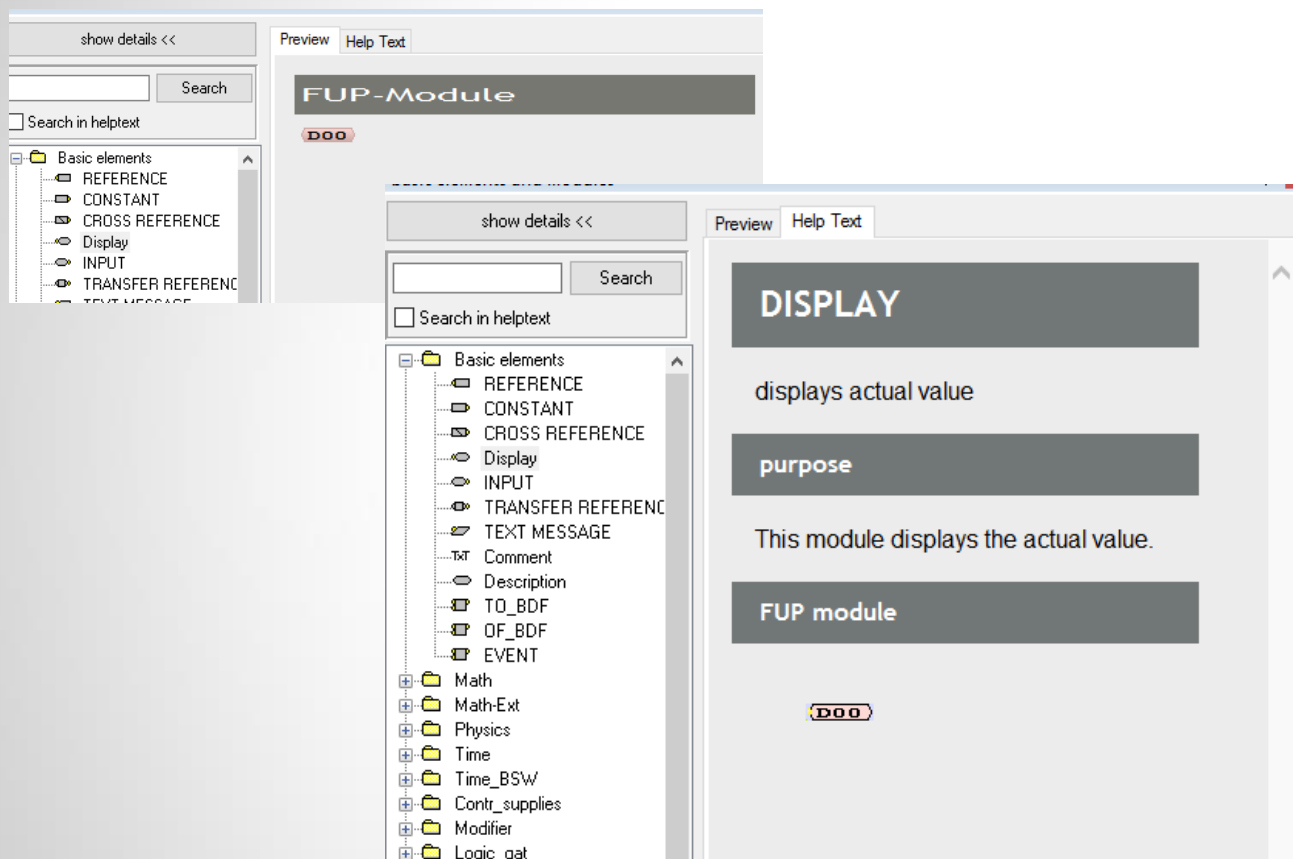 show details <<
Preview
Help Text
Search
Search in helptext
FUP-Module
D00
Basic elements
REFERENCE
CONSTANT
CROSS REFERENCE
Display
INPUT
TRANSFER REFERENC
show details <<
Preview
Help Text
Search
Search in helptext
Basic elements
REFERENCE
CONSTANT
CROSS REFERENCE
Display
INPUT
TRANSFER REFERENC
TEXT MESSAGE
TXT Comment
Description
TO_BDF
OF_BDF
EVENT
Math
Math-Ext
Physics
Time
Time_BSW
Contr_supplies
Modifier
Logic_gat
DISPLAY
displays actual value
purpose
This module displays the actual value.
FUP module
D00